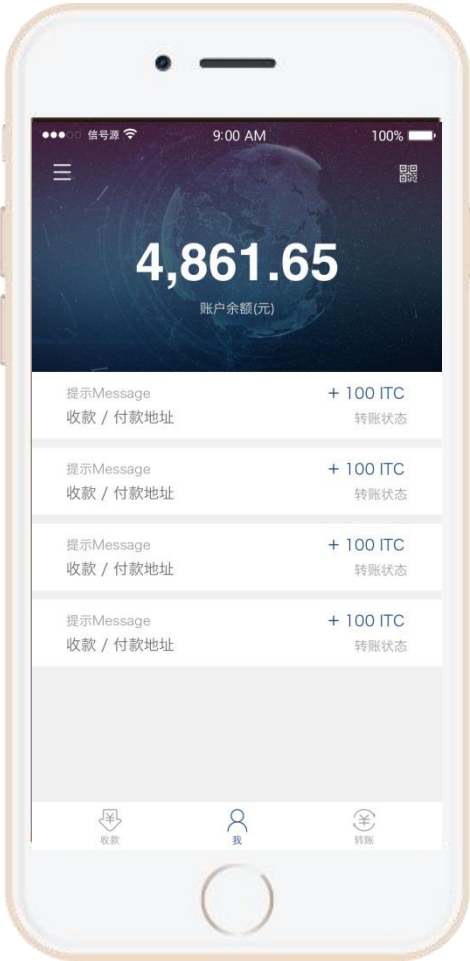 信号源
9:00 AM
100%
4,861.65
账户余额(元)
提示Message
+ 100 ITC
收款 / 付款地址
转账状态
提示Message
+ 100 ITC
收款 / 付款地址
转账状态
提示Message
+ 100 ITC
收款 / 付款地址
转账状态
提示Message
+ 100 ITC
收款 / 付款地址
转账状态
收款
我
转账